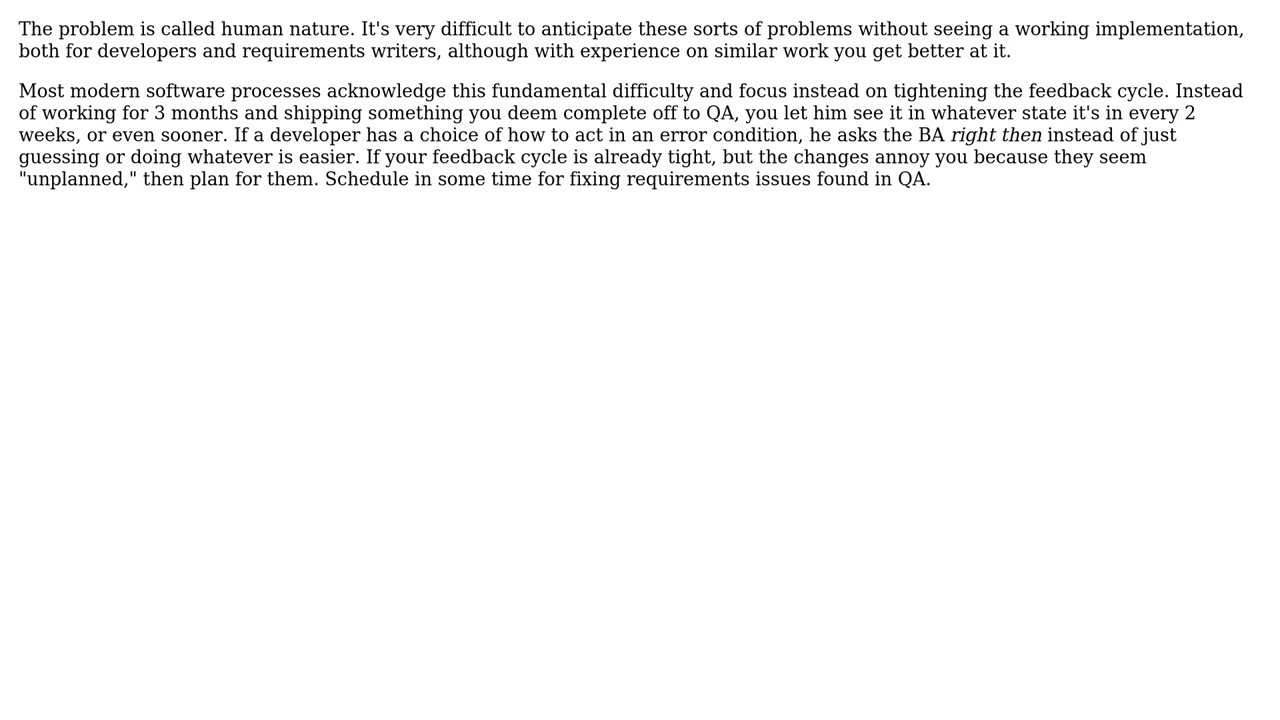 The problem is called human nature. It's very difficult to anticipate these sorts of problems without seeing a working implementation,
both for developers and requirements writers, although with experience on similar work you get better at it.
Most modern software processes acknowledge this fundamental difficulty and focus instead on tightening the feedback cycle. Instead
of working for 3 months and shipping something you deem complete off to QA, you let him see it in whatever state it's in every 2
weeks, or even sooner. If a developer has a choice of how to act in an error condition, he asks the BA right then instead of just
guessing or doing whatever is easier. If your feedback cycle is already tight, but the changes annoy you because they seem
"unplanned," then plan for them. Schedule in some time for fixing requirements issues found in QA.